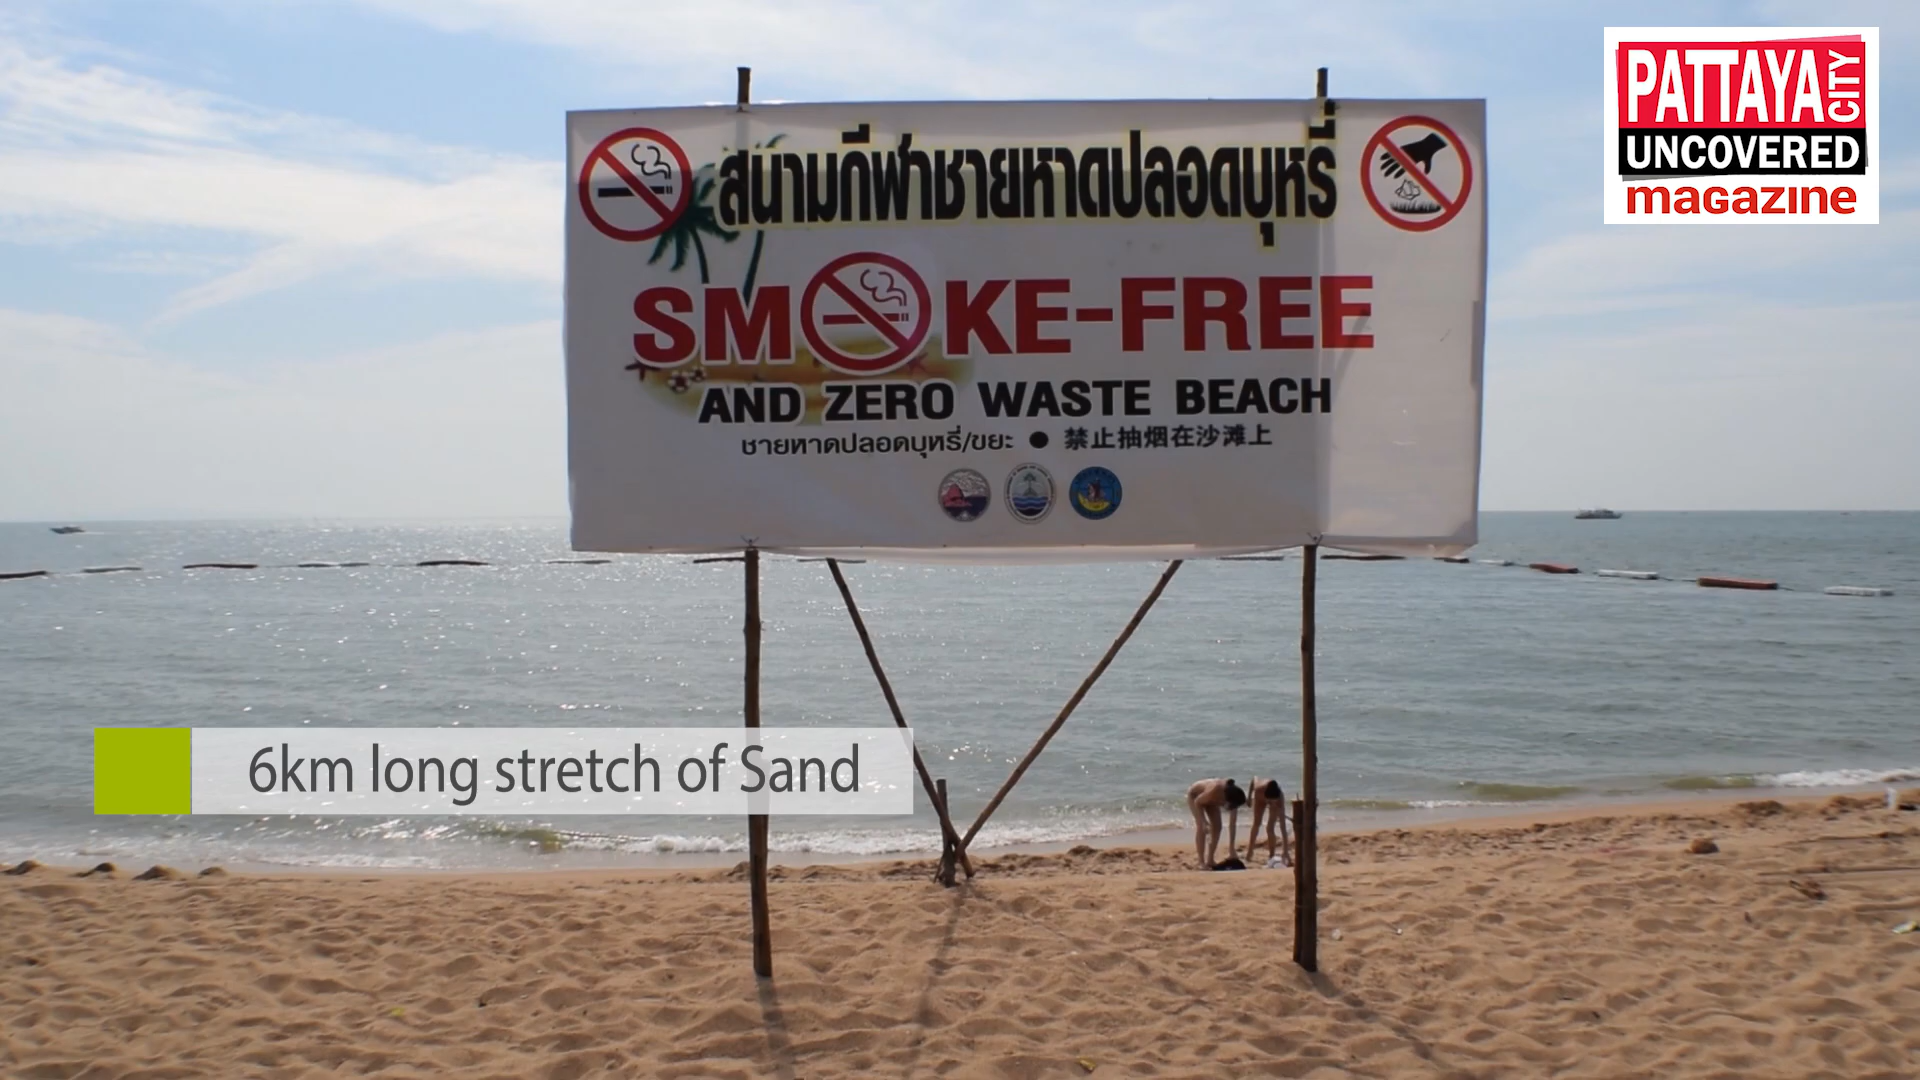 PATTAYA CITY
UNCOVERED
magazine
สนามกีฬาชายหาดปลอดบุหรี่
SMOKE-FREE
AND ZERO WASTE BEACH
ชายหาดปลอดบุหรี่/ขยะ ● 禁止抽烟在沙滩上
6km long stretch of Sand